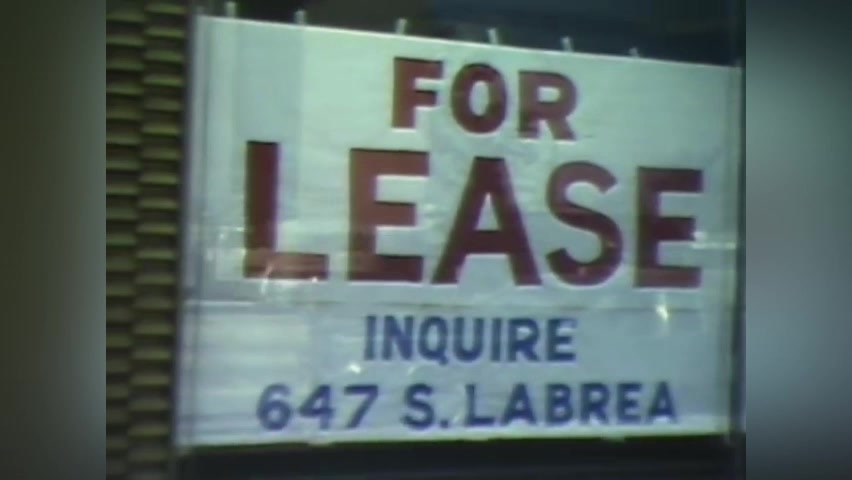 FOR
LEASE
INQUIRE
647 S. LABREA